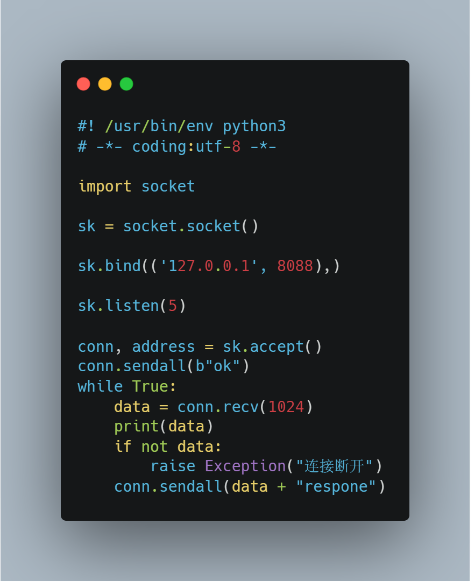 #! /usr/bin/env python3
# -*- coding:utf-8 -*-
import socket
sk = socket.socket()
sk.bind(('127.0.0.1', 8088),)
sk.listen(5)
conn, address = sk.accept()
conn.sendall(b"ok")
while True:
    data = conn.recv(1024)
    print(data)
    if not data:
        raise Exception("连接断开")
    conn.sendall(data + "respone")